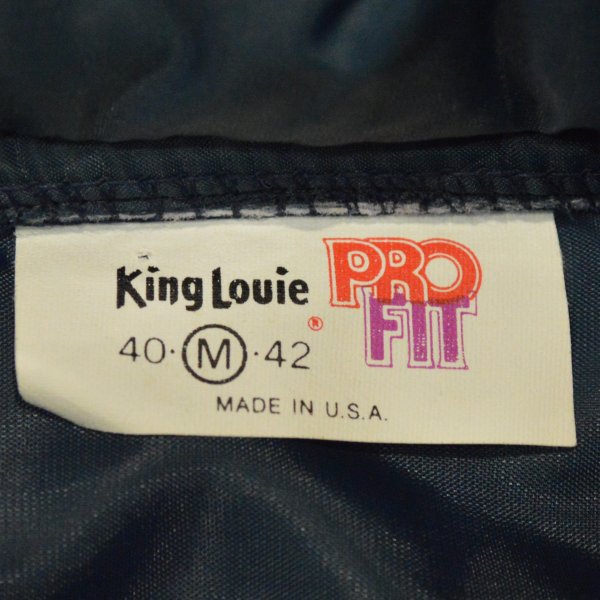 King Louie PRO FIT
®
40·M·42
MADE IN U.S.A.